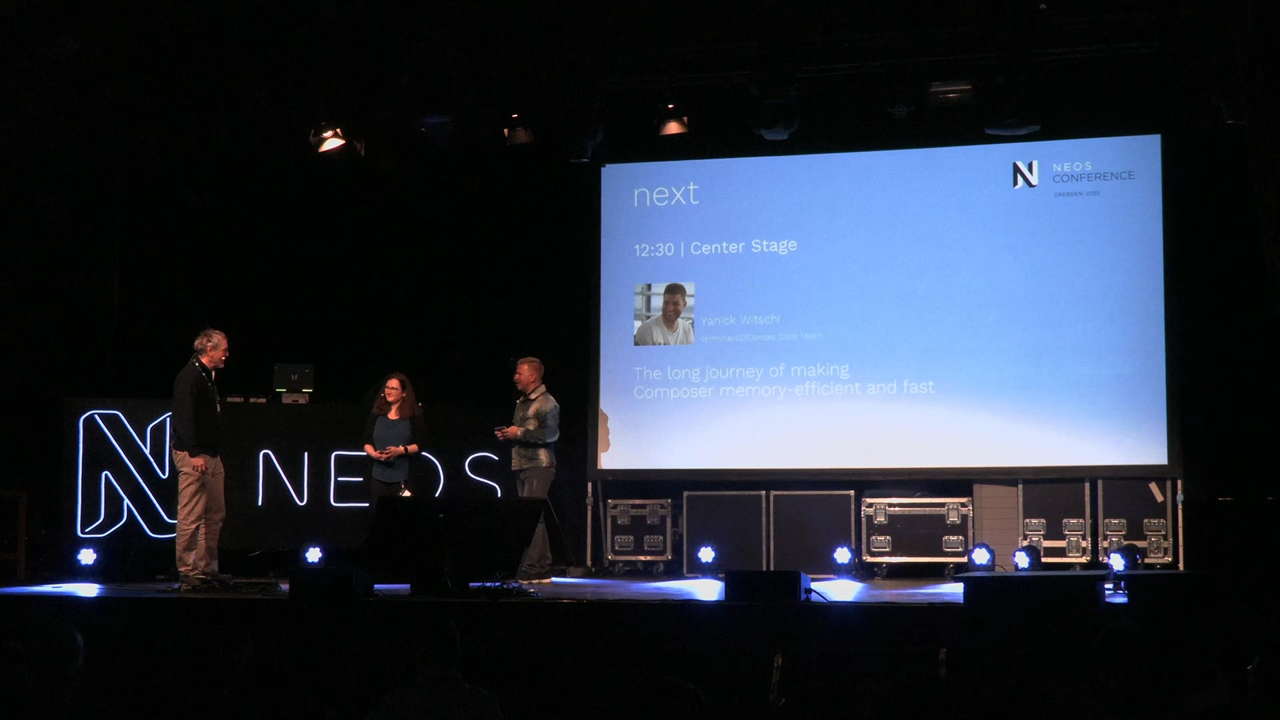 NEOS
next
NEOS
CONFERENCE
12:30 | Center Stage
Yanick Witschi
The long journey of making
Composer memory-efficient and fast